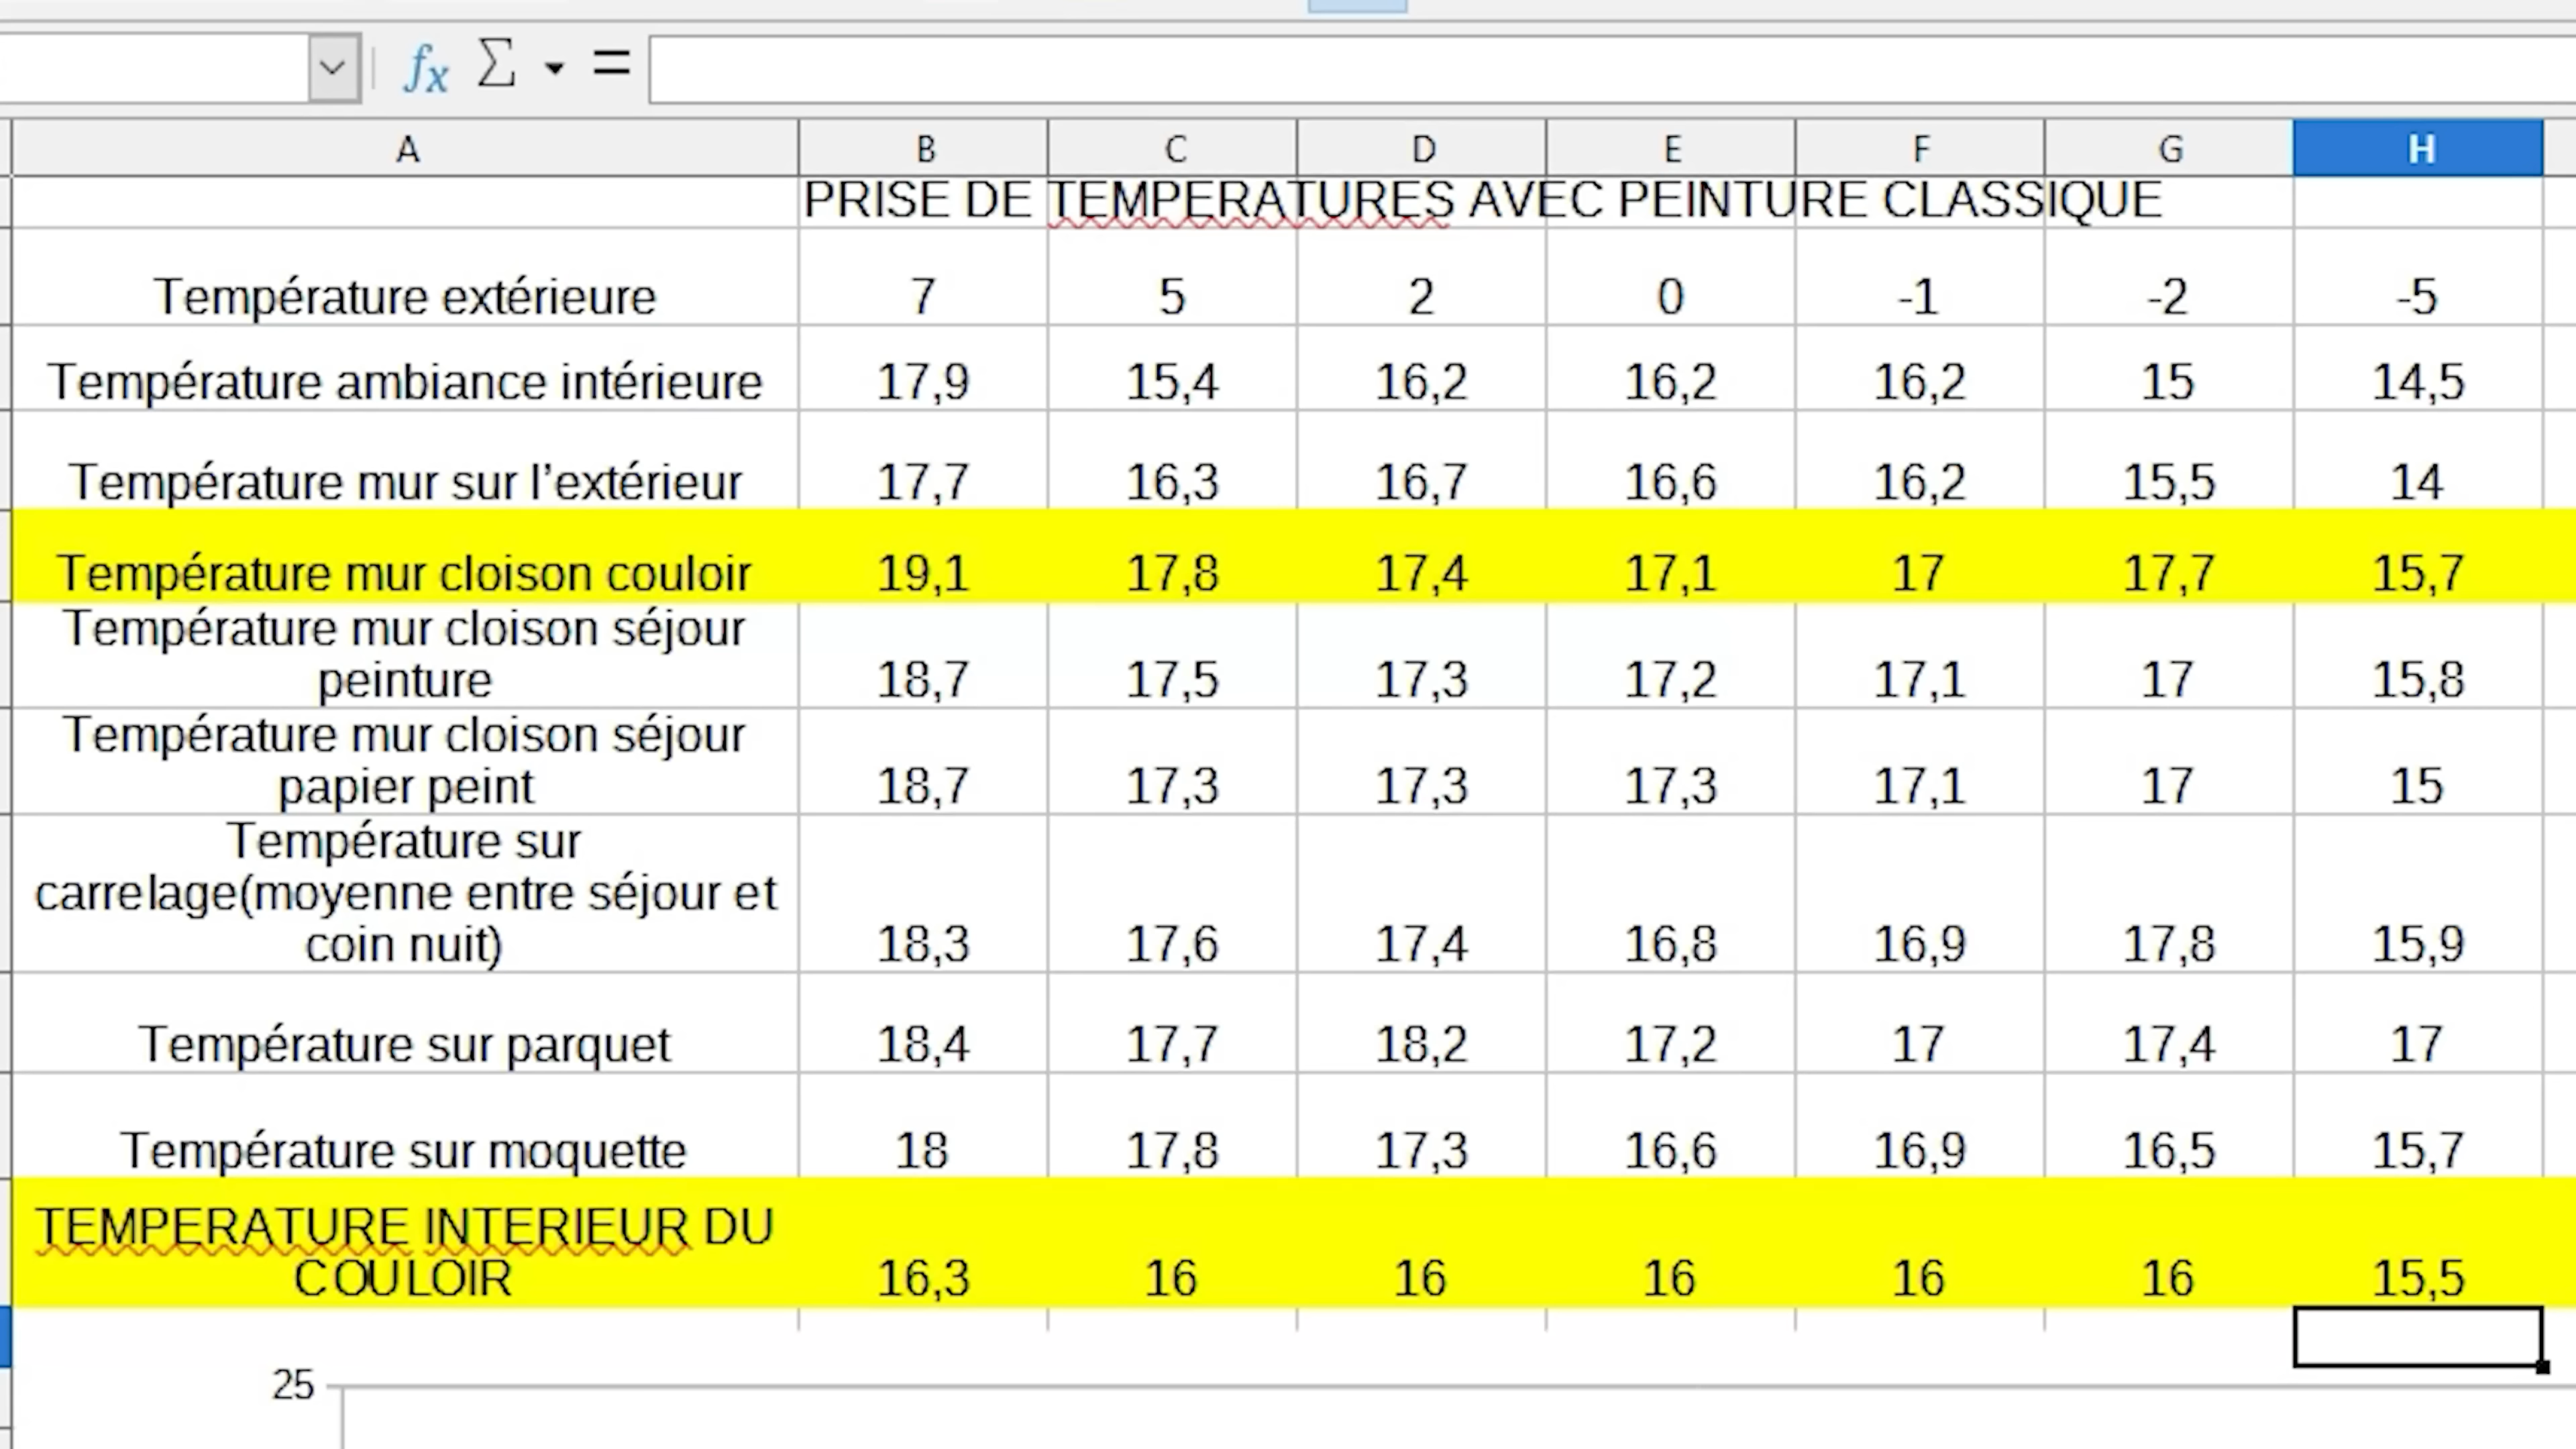 fx Σ =
A B C D E F G H
PRISE DE TEMPERATURES AVEC PEINTURE CLASSIQUE
Température extérieure 7 5 2 0 -1 -2 -5
Température ambiance intérieure 17,9 15,4 16,2 16,2 16,2 15 14,5
Température mur sur l’extérieur 17,7 16,3 16,7 16,6 16,2 15,5 14
Température mur cloison couloir 19,1 17,8 17,4 17,1 17 17,7 15,7
Température mur cloison séjour
peinture 18,7 17,5 17,3 17,2 17,1 17 15,8
Température mur cloison séjour
papier peint 18,7 17,3 17,3 17,3 17,1 17 15
Température sur
carrelage(moyenne entre séjour et
coin nuit) 18,3 17,6 17,4 16,8 16,9 17,8 15,9
Température sur parquet 18,4 17,7 18,2 17,2 17 17,4 17
Température sur moquette 18 17,8 17,3 16,6 16,9 16,5 15,7
TEMPERATURE INTERIEUR DU
COULOIR 16,3 16 16 16 16 16 15,5
25